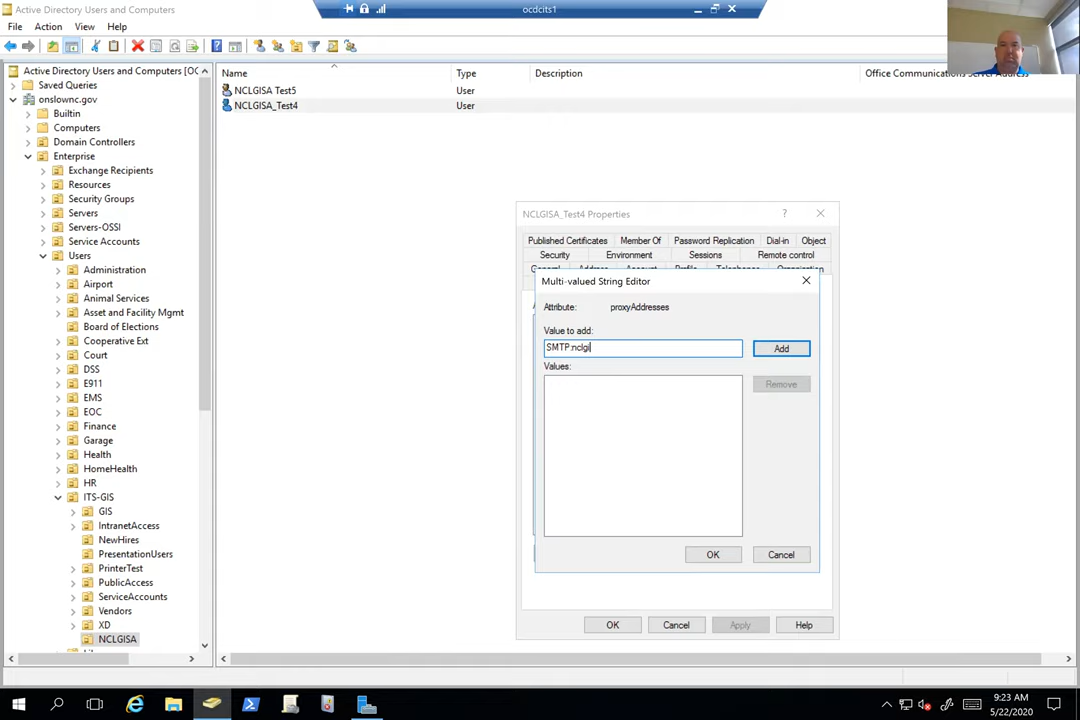 Active Directory Users and Computers
ocdcits1
File Action View Help
Active Directory Users and Computers [OC
Saved Queries
onslownc.gov
Builtin
Computers
Domain Controllers
Enterprise
Exchange Recipients
Resources
Security Groups
Servers
Servers-OSSI
Service Accounts
Users
Administration
Airport
Animal Services
Asset and Facility Mgmt
Board of Elections
Cooperative Ext
Court
DSS
E911
EMS
EOC
Finance
Garage
Health
HomeHealth
HR
ITS-GIS
GIS
IntranetAccess
NewHires
PresentationUsers
PrinterTest
PublicAccess
ServiceAccounts
Vendors
XD
NCLGISA
Name Type Description Office Communications Server Address
NCLGISA Test5 User
NCLGISA_Test4 User
NCLGISA_Test4 Properties
Published Certificates Member Of Password Replication Dial-in Object
Security Environment Sessions Remote control
General Address Account Profile Telephones Organization
Multi-valued String Editor
Attribute: proxyAddresses
Value to add:
SMTP:nclgi
Add
Values:
Remove
OK Cancel
OK Cancel Apply Help
9:23 AM
5/22/2020